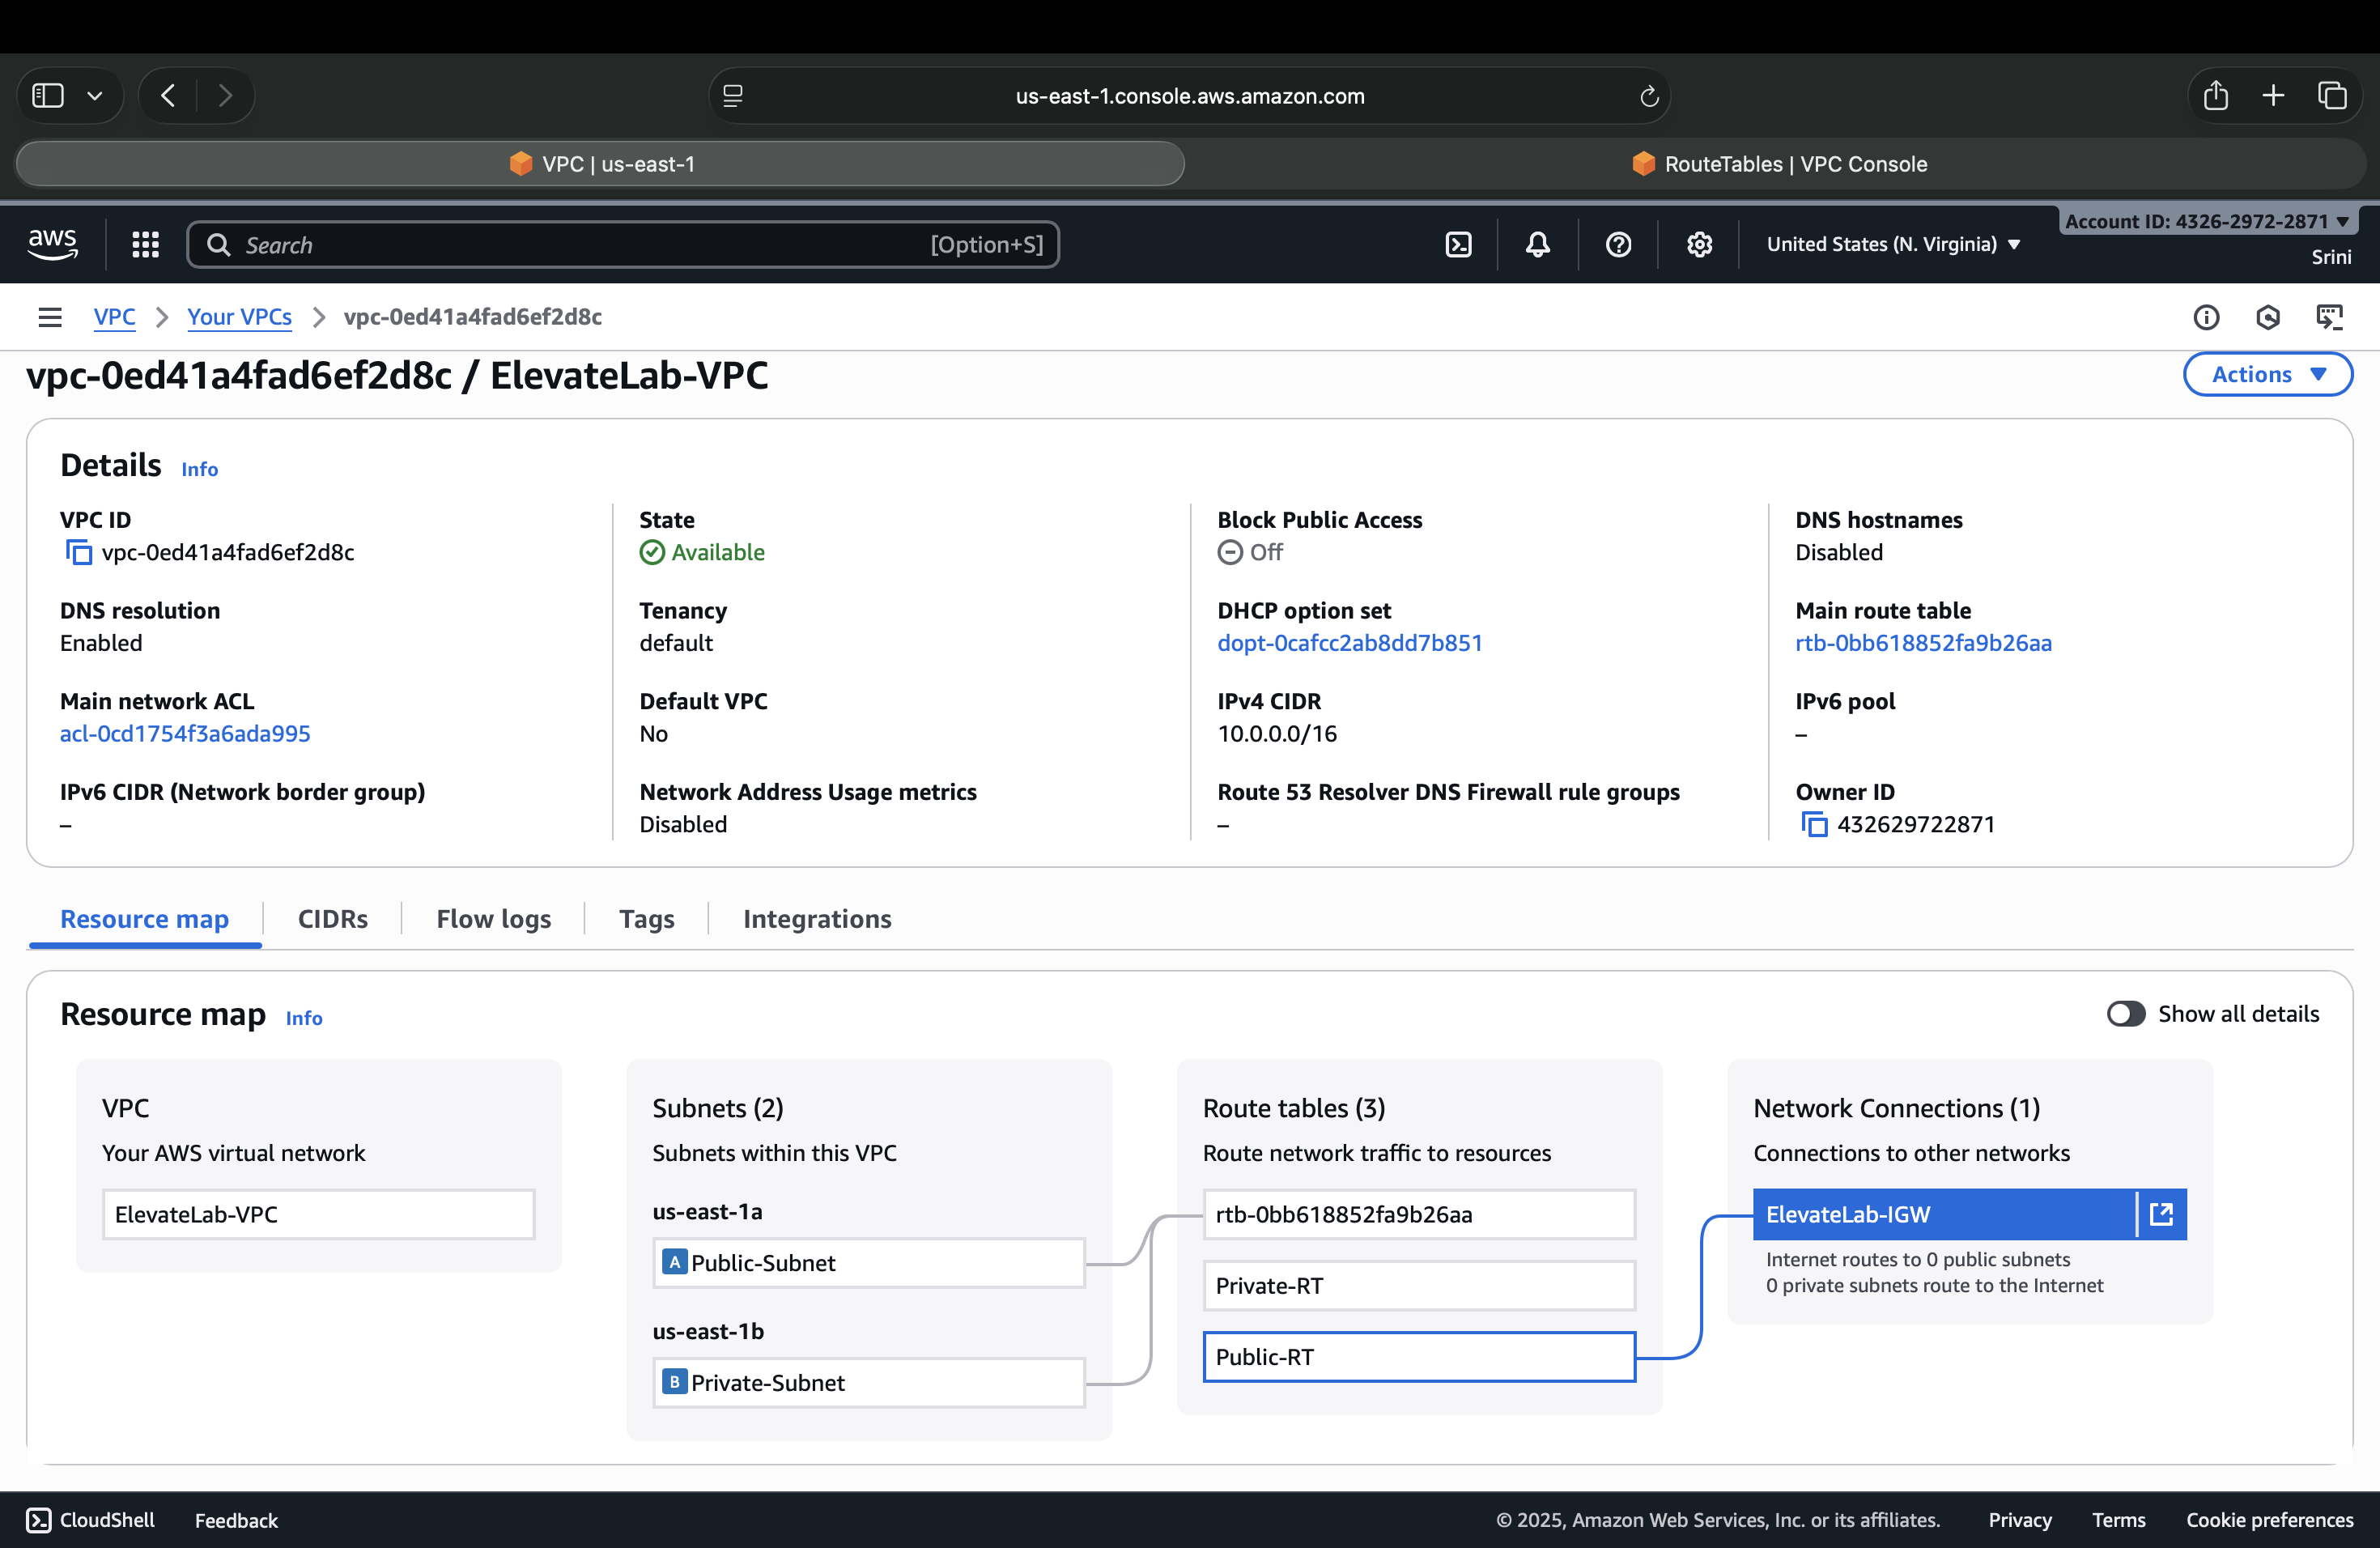 us-east-1.console.aws.amazon.com
VPC | us-east-1
RouteTables | VPC Console
aws
Search
[Option+S]
United States (N. Virginia)
Account ID: 4326-2972-2871
Srini
VPC
Your VPCs
vpc-0ed41a4fad6ef2d8c
vpc-0ed41a4fad6ef2d8c / ElevateLab-VPC
Actions
Details Info
VPC ID
vpc-0ed41a4fad6ef2d8c
State
Available
Block Public Access
Off
DNS hostnames
Disabled
DNS resolution
Enabled
Tenancy
default
DHCP option set
dopt-0cafcc2ab8dd7b851
Main route table
rtb-0bb618852fa9b26aa
Main network ACL
acl-0cd1754f3a6ada995
Default VPC
No
IPv4 CIDR
10.0.0.0/16
IPv6 pool
–
IPv6 CIDR (Network border group)
–
Network Address Usage metrics
Disabled
Route 53 Resolver DNS Firewall rule groups
–
Owner ID
432629722871
Resource map
CIDRs
Flow logs
Tags
Integrations
Resource map Info
Show all details
VPC
Your AWS virtual network
ElevateLab-VPC
Subnets (2)
Subnets within this VPC
us-east-1a
A Public-Subnet
us-east-1b
B Private-Subnet
Route tables (3)
Route network traffic to resources
rtb-0bb618852fa9b26aa
Private-RT
Public-RT
Network Connections (1)
Connections to other networks
ElevateLab-IGW
Internet routes to 0 public subnets
0 private subnets route to the Internet
CloudShell
Feedback
© 2025, Amazon Web Services, Inc. or its affiliates.
Privacy
Terms
Cookie preferences